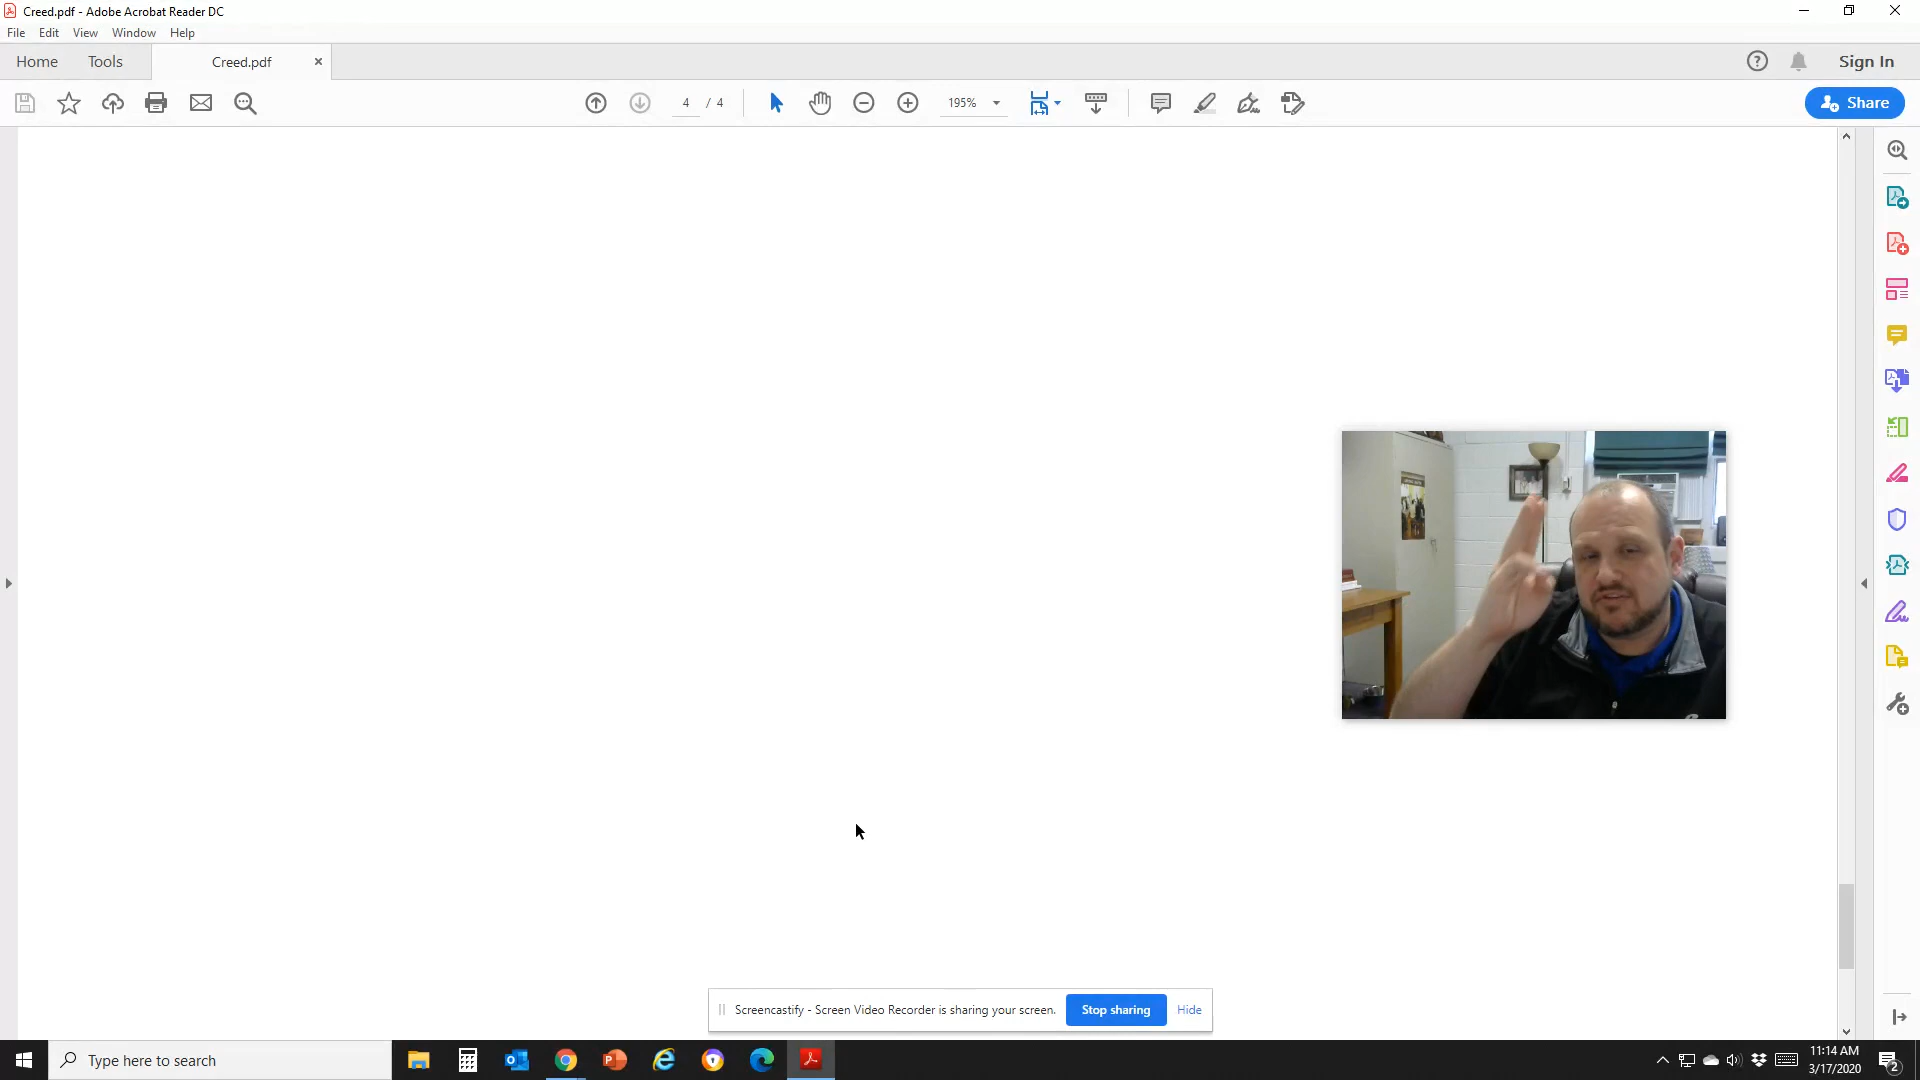 Creed.pdf - Adobe Acrobat Reader DC
File Edit View Window Help
Home Tools Creed.pdf × Sign In
4 / 4 195% Share
Screencastify - Screen Video Recorder is sharing your screen. Stop sharing Hide
Type here to search
11:14 AM
3/17/2020
2